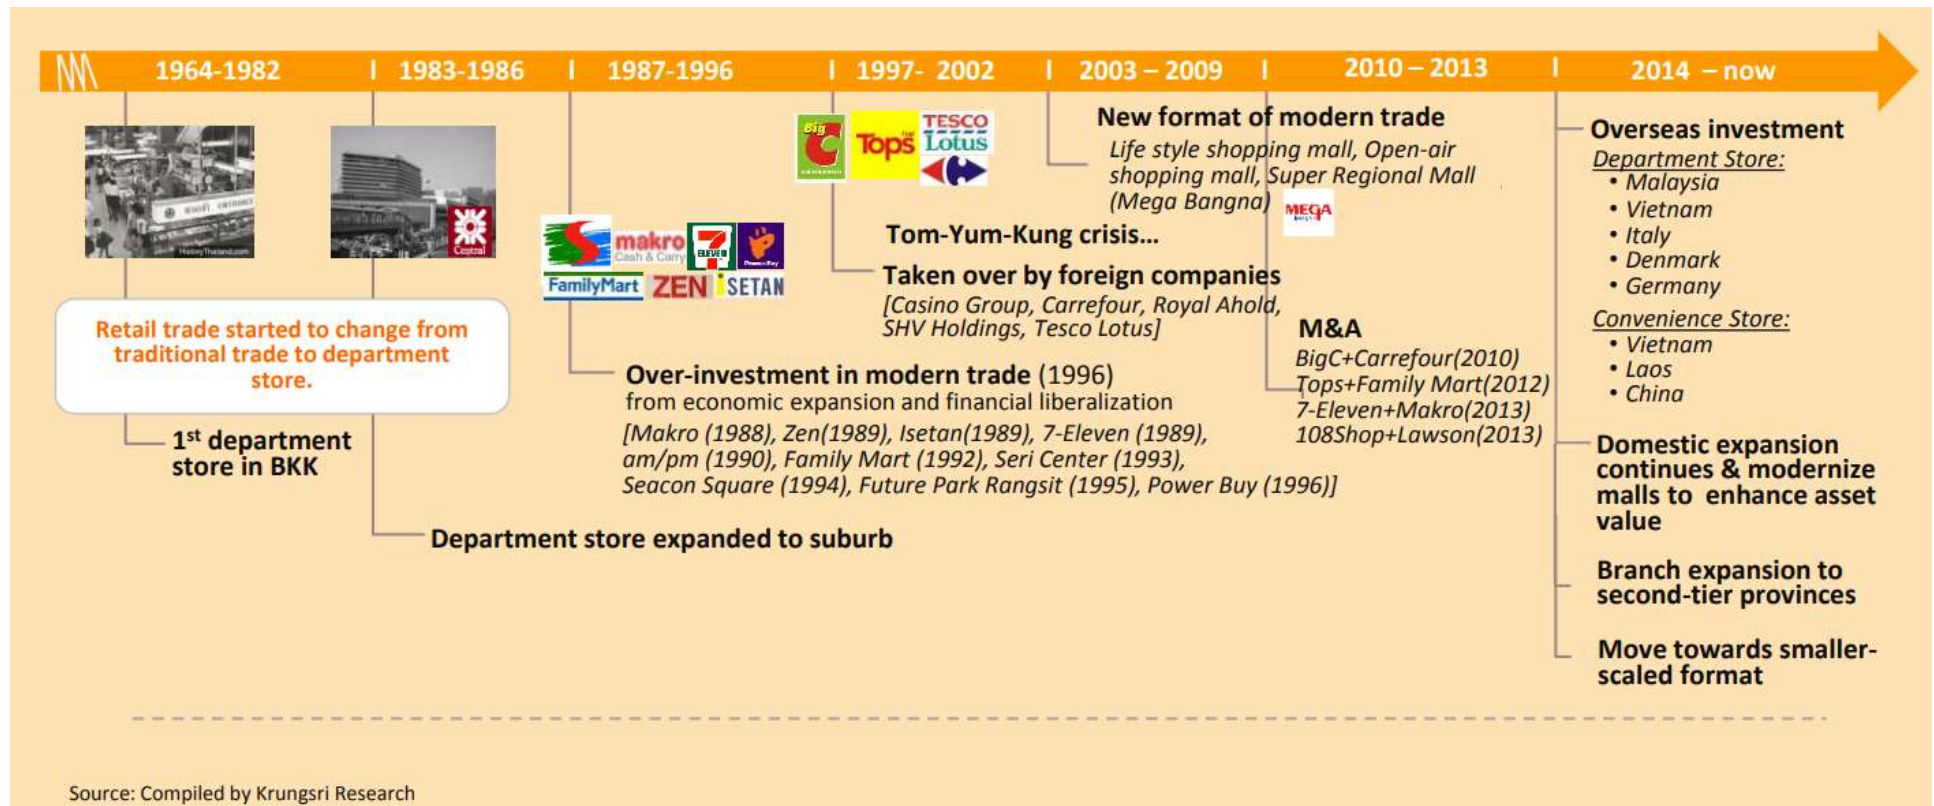 1964-1982
1983-1986
1987-1996
1997- 2002
2003 – 2009
2010 – 2013
2014 – now
HistoryThailand.com
Retail trade started to change from
traditional trade to department
store.
1st department
store in BKK
Central
Department store expanded to suburb
makro
Cash & Carry
7
ELEVEn
Power Buy
FamilyMart
ZEN
iSETAN
Over-investment in modern trade (1996)
from economic expansion and financial liberalization
[Makro (1988), Zen(1989), Isetan(1989), 7-Eleven (1989),
am/pm (1990), Family Mart (1992), Seri Center (1993),
Seacon Square (1994), Future Park Rangsit (1995), Power Buy (1996)]
Big
C
Tops
TESCO
Lotus
Tom-Yum-Kung crisis...
Taken over by foreign companies
[Casino Group, Carrefour, Royal Ahold,
SHV Holdings, Tesco Lotus]
New format of modern trade
Life style shopping mall, Open-air
shopping mall, Super Regional Mall
(Mega Bangna)
MEGA
M&A
BigC+Carrefour(2010)
Tops+Family Mart(2012)
7-Eleven+Makro(2013)
108Shop+Lawson(2013)
Overseas investment
Department Store:
• Malaysia
• Vietnam
• Italy
• Denmark
• Germany
Convenience Store:
• Vietnam
• Laos
• China
Domestic expansion
continues & modernize
malls to enhance asset
value
Branch expansion to
second-tier provinces
Move towards smaller-
scaled format
Source: Compiled by Krungsri Research